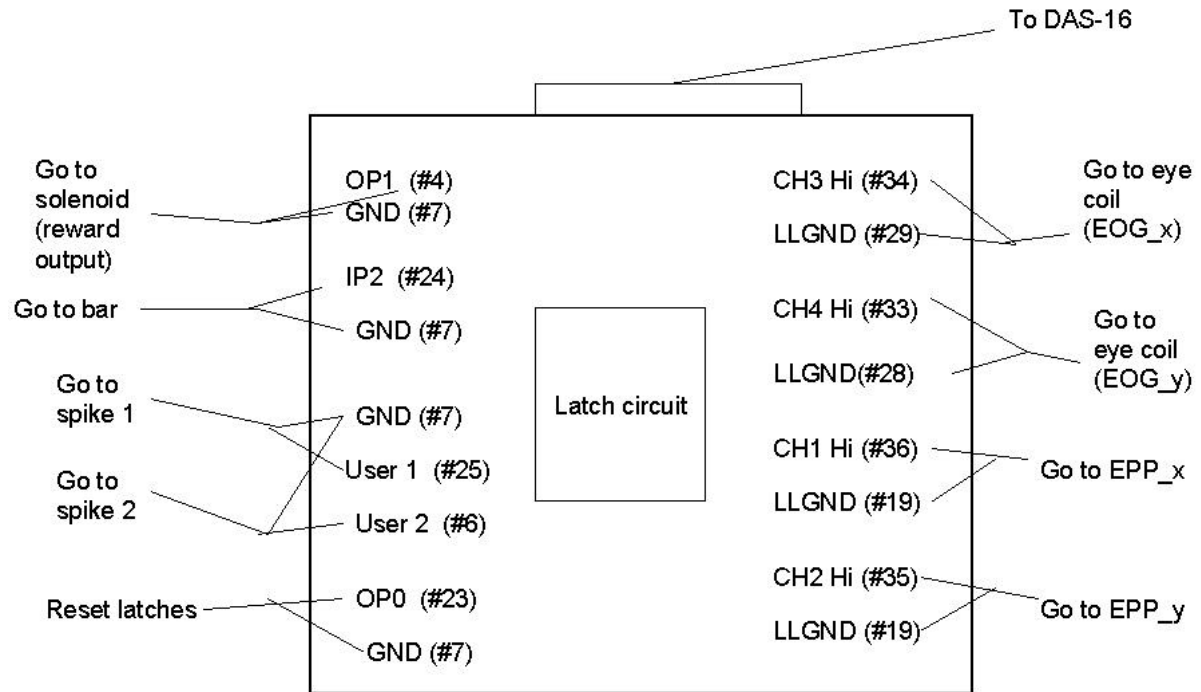 To DAS-16
Go to
solenoid
(reward
output)
OP1 (#4)
GND (#7)
Go to bar
IP2 (#24)
GND (#7)
Go to
spike 1
GND (#7)
User 1 (#25)
Go to
spike 2
User 2 (#6)
Reset latches
OP0 (#23)
GND (#7)
Latch circuit
CH3 Hi (#34)
LLGND (#29)
Go to eye
coil
(EOG_x)
CH4 Hi (#33)
LLGND(#28)
Go to
eye coil
(EOG_y)
CH1 Hi (#36)
LLGND (#19)
Go to EPP_x
CH2 Hi (#35)
LLGND (#19)
Go to EPP_y